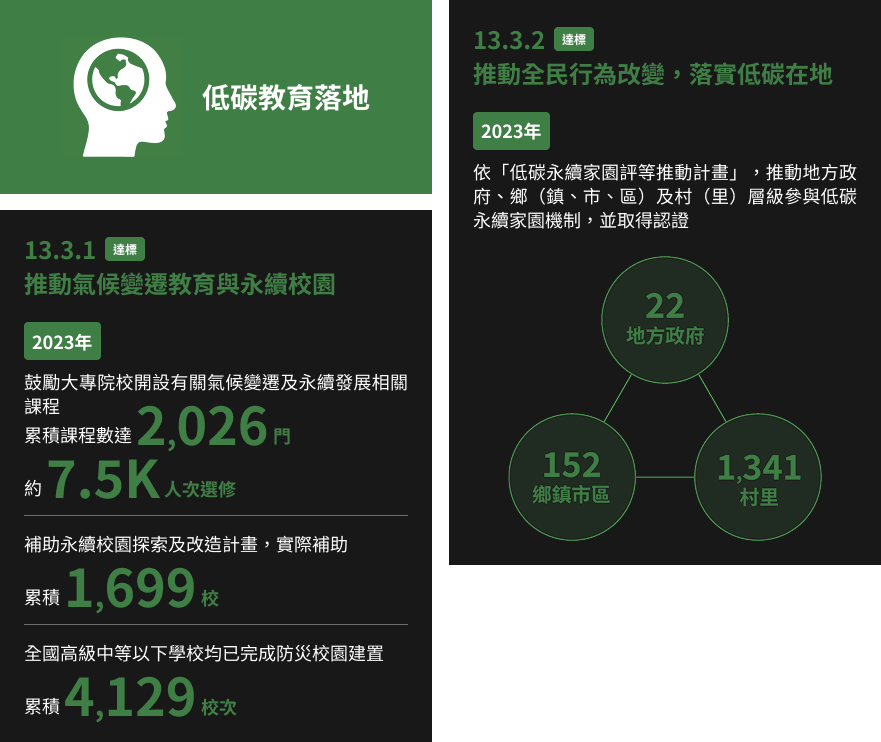 低碳教育落地
13.3.1 達標
推動氣候變遷教育與永續校園
2023年
鼓勵大專院校開設有關氣候變遷及永續發展相關
課程
累積課程數達 2,026 門
約 7.5K 人次選修
補助永續校園探索及改造計畫，實際補助
累積 1,699 校
全國高級中等以下學校均已完成防災校園建置
累積 4,129 校次
13.3.2 達標
推動全民行為改變，落實低碳在地
2023年
依「低碳永續家園評等推動計畫」，推動地方政
府、鄉（鎮、市、區）及村（里）層級參與低碳
永續家園機制，並取得認證
22
地方政府
152
鄉鎮市區
1,341
村里